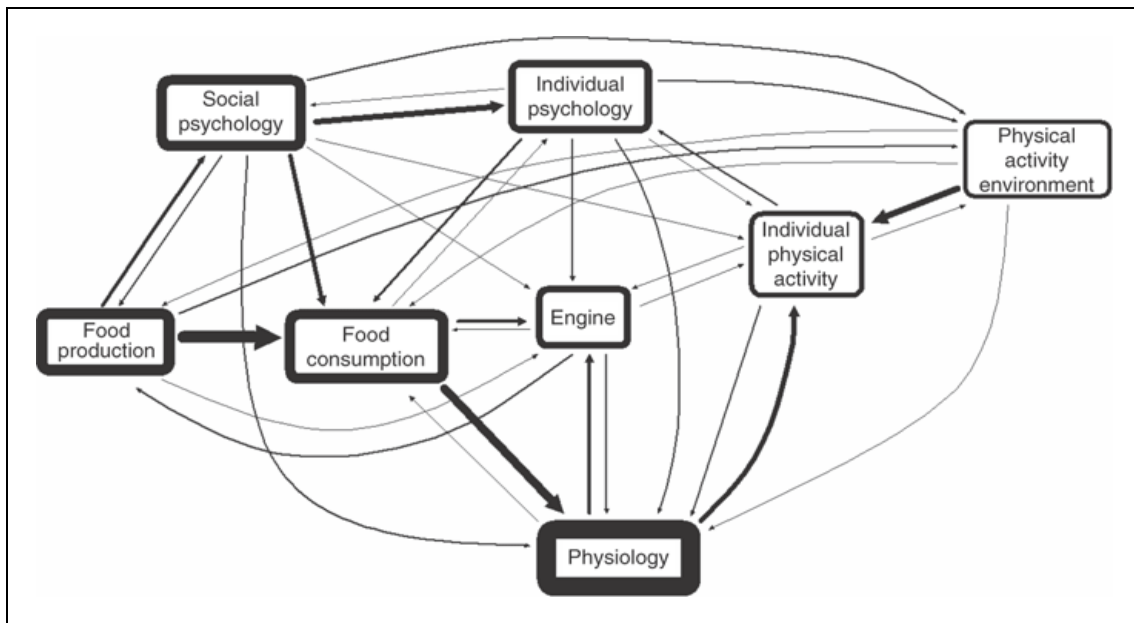 Social
psychology
Individual
psychology
Physical
activity
environment
Individual
physical
activity
Food
production
Food
consumption
Engine
Physiology